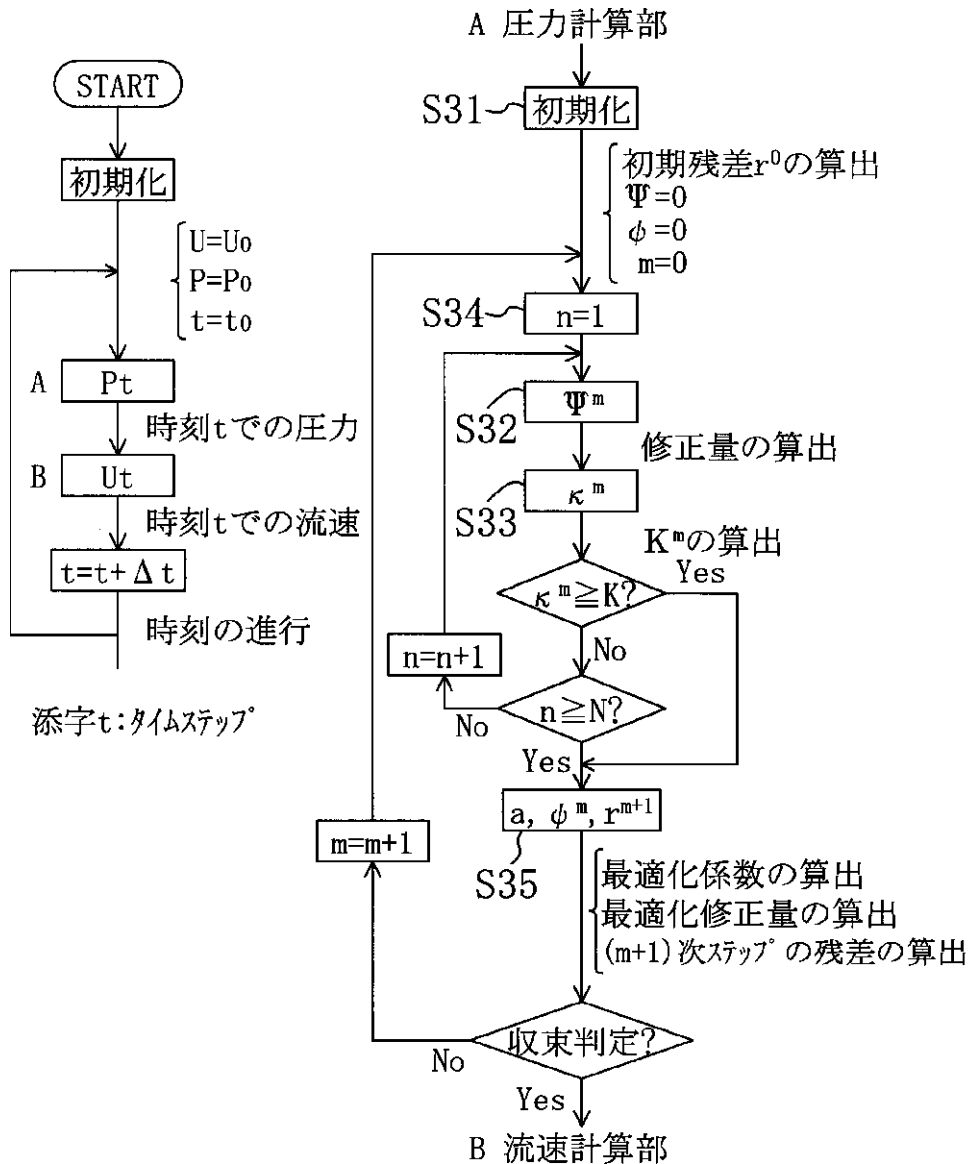 START
初期化
U=U0
P=P0
t=t0
A
Pt
時刻tでの圧力
B
Ut
時刻tでの流速
t=t+Δt
時刻の進行
添字t:タイムステップ
A 圧力計算部
S31
初期化
初期残差r⁰の算出
Ψ=0
φ=0
m=0
S34
n=1
S32
Ψᵐ
修正量の算出
S33
κᵐ
Kᵐの算出
κᵐ≧K?
Yes
No
n=n+1
n≧N?
No
Yes
a, φᵐ, rᵐ⁺¹
S35
m=m+1
最適化係数の算出
最適化修正量の算出
(m+1)次ステップの残差の算出
収束判定?
No
Yes
B 流速計算部